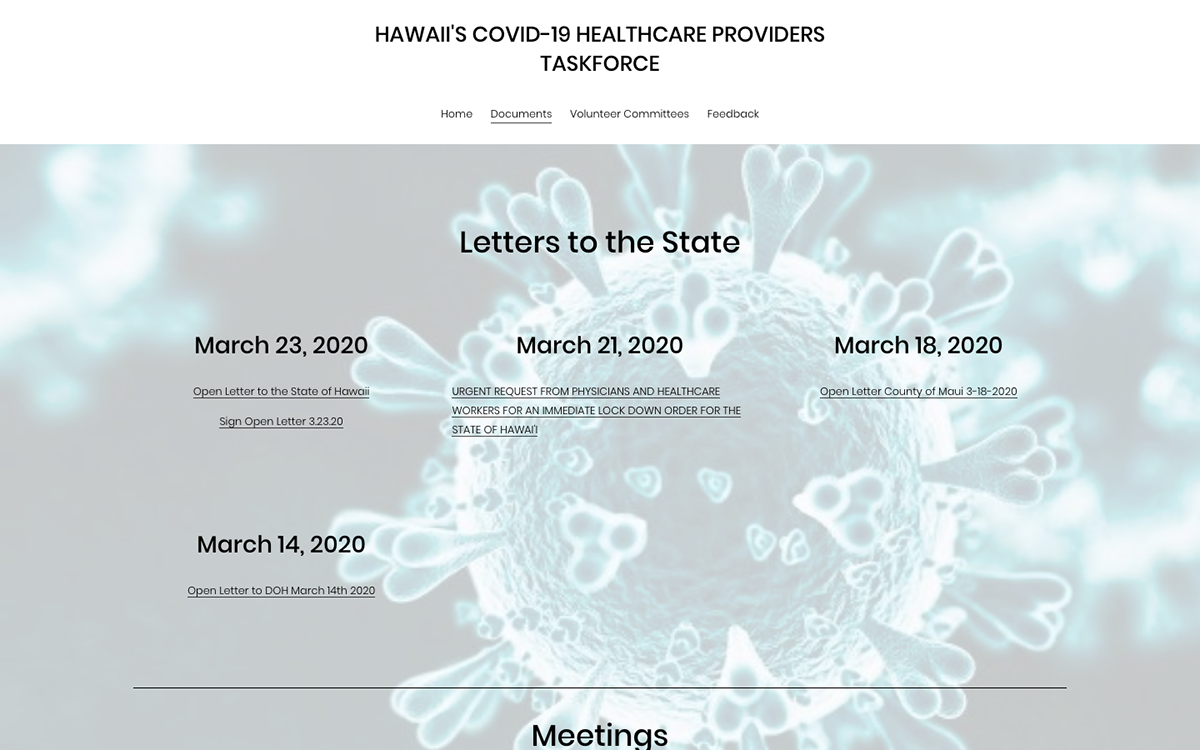 HAWAII'S COVID-19 HEALTHCARE PROVIDERS
TASKFORCE
Home Documents Volunteer Committees Feedback
Letters to the State
March 23, 2020
Open Letter to the State of Hawaii
Sign Open Letter 3.23.20
March 21, 2020
URGENT REQUEST FROM PHYSICIANS AND HEALTHCARE
WORKERS FOR AN IMMEDIATE LOCK DOWN ORDER FOR THE
STATE OF HAWAI'I
March 18, 2020
Open Letter County of Maui 3-18-2020
March 14, 2020
Open Letter to DOH March 14th 2020
Meetings